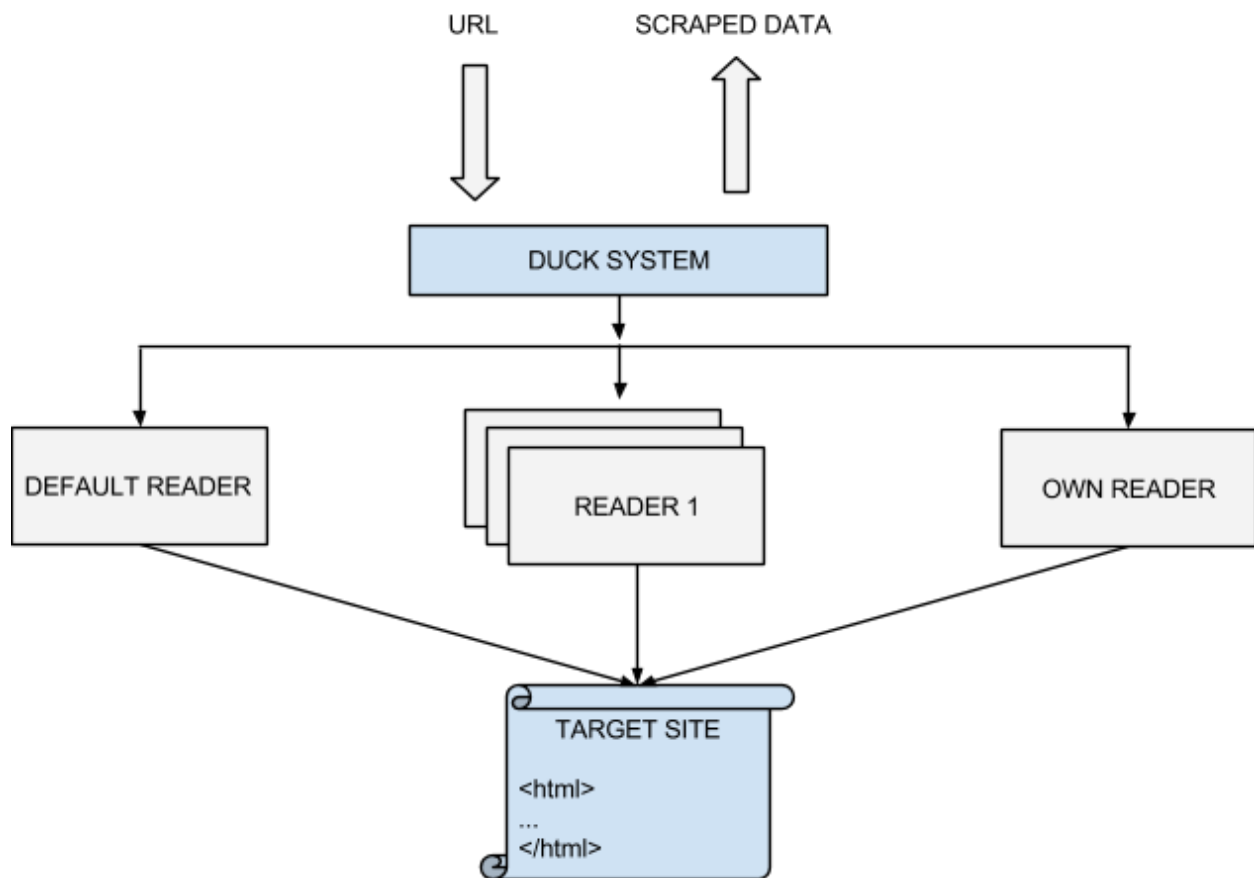 URL
SCRAPED DATA
DUCK SYSTEM
DEFAULT READER
READER 1
OWN READER
TARGET SITE
<html>
...
</html>